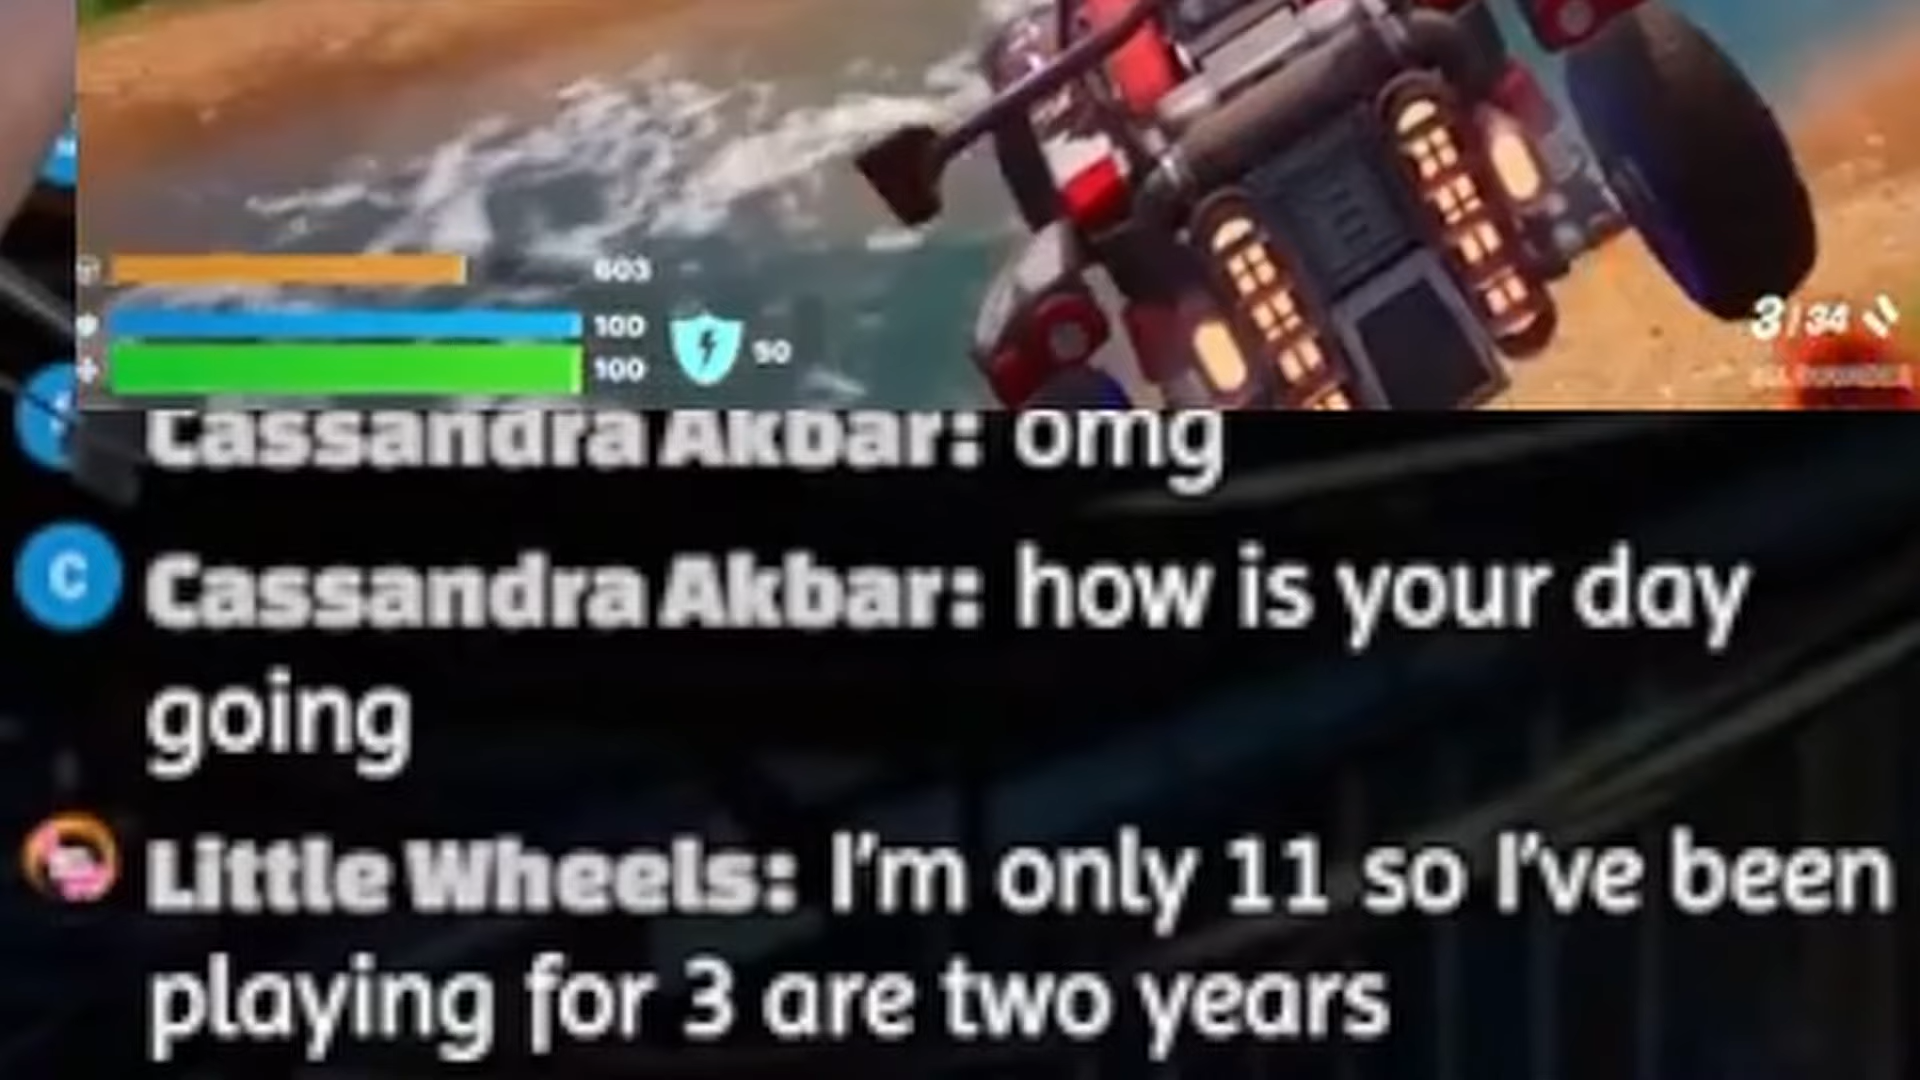 603
100
100
50
3/34
Cassandra Akbar: omg
C
Cassandra Akbar: how is your day
going
Little Wheels: I'm only 11 so I've been
playing for 3 are two years